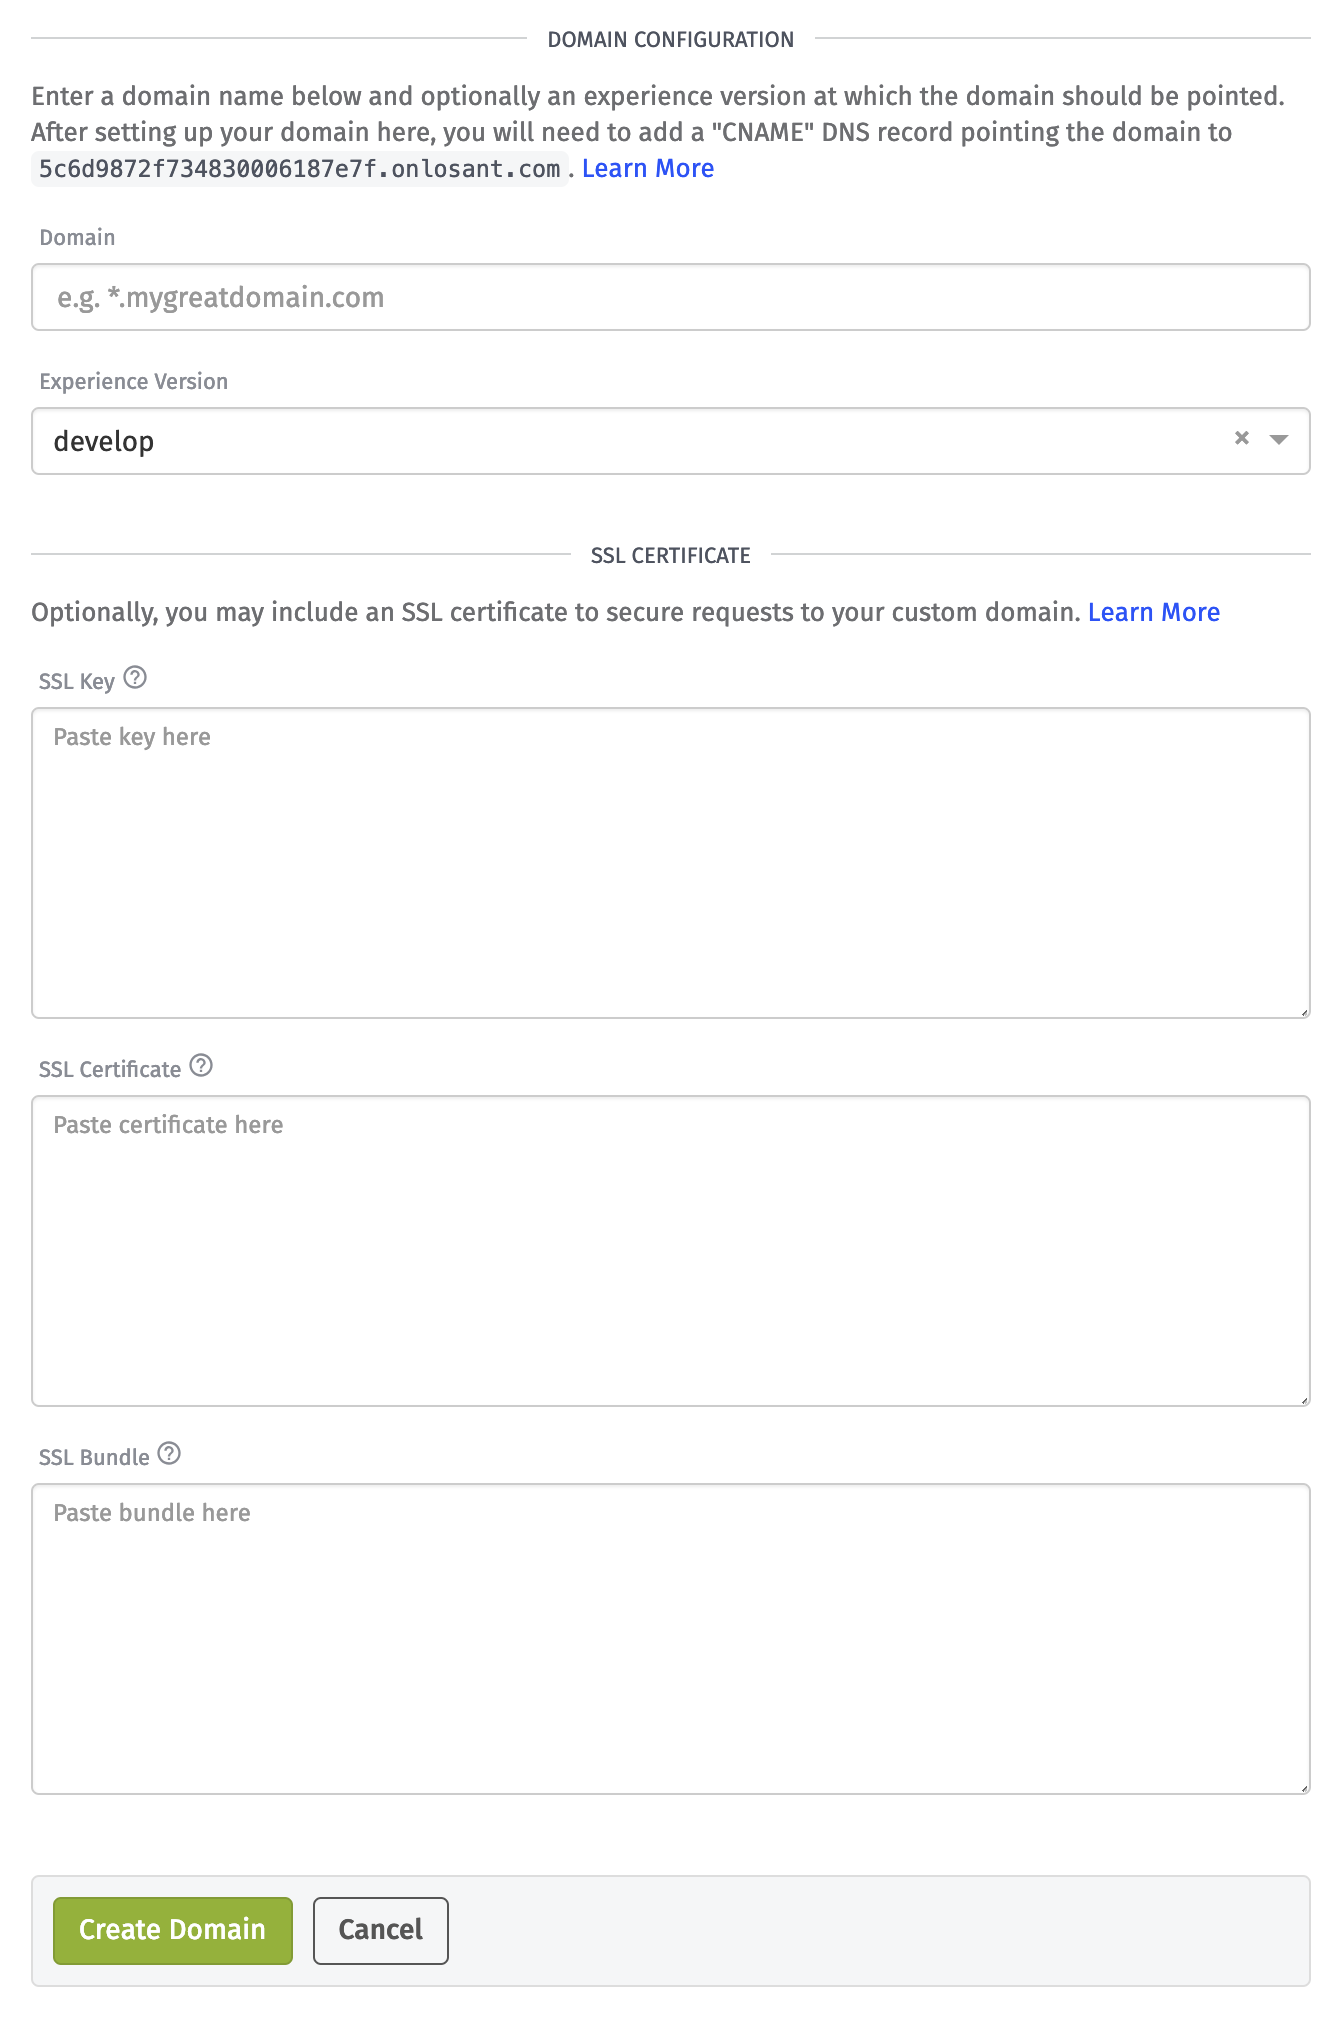 DOMAIN CONFIGURATION
Enter a domain name below and optionally an experience version at which the domain should be pointed.
After setting up your domain here, you will need to add a "CNAME" DNS record pointing the domain to
5c6d9872f734830006187e7f.onlosant.com. Learn More
Domain
e.g. *.mygreatdomain.com
Experience Version
develop
SSL CERTIFICATE
Optionally, you may include an SSL certificate to secure requests to your custom domain. Learn More
SSL Key
Paste key here
SSL Certificate
Paste certificate here
SSL Bundle
Paste bundle here
Create Domain Cancel